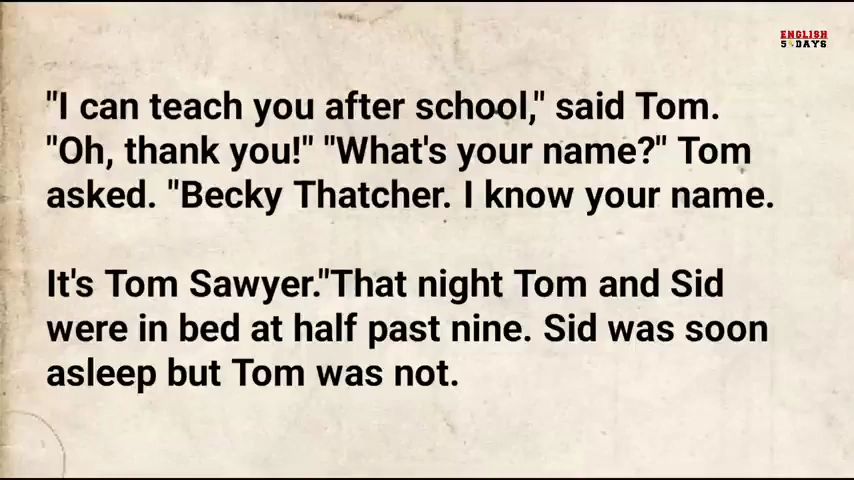 ENGLISH
5 DAYS
"I can teach you after school," said Tom.
"Oh, thank you!" "What's your name?" Tom
asked. "Becky Thatcher. I know your name.
It's Tom Sawyer."That night Tom and Sid
were in bed at half past nine. Sid was soon
asleep but Tom was not.